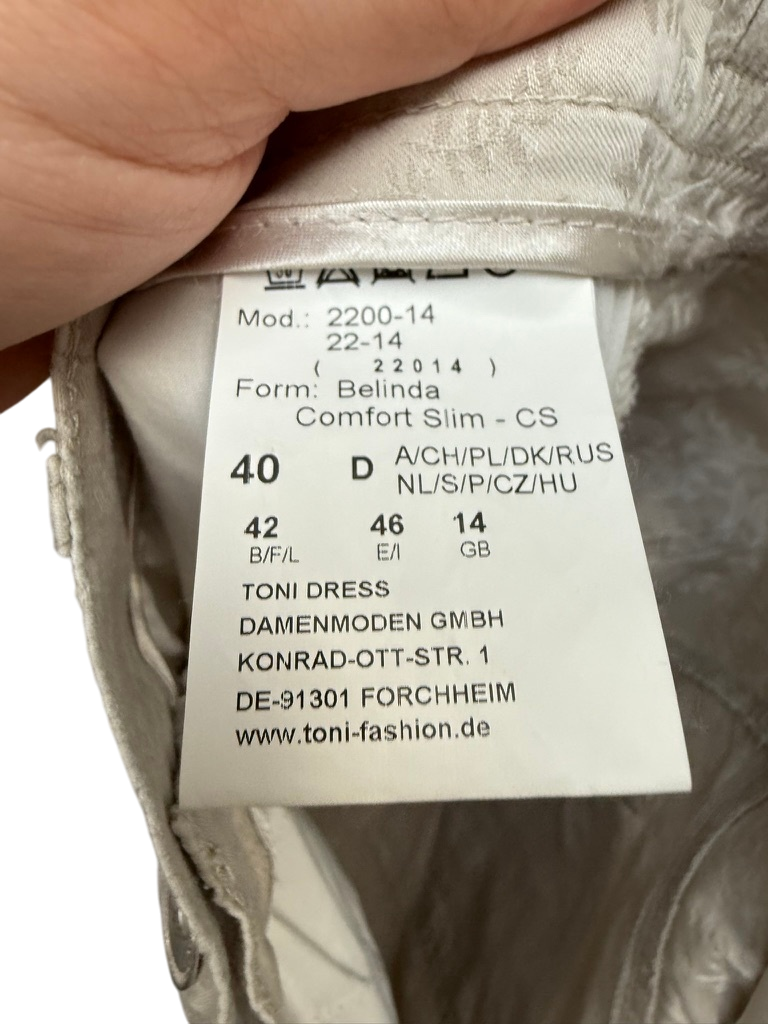 Mod.: 2200-14
22-14
( 22014 )
Form: Belinda
Comfort Slim - CS
40 D A/CH/PL/DK/RUS
NL/S/P/CZ/HU
42 46 14
B/F/L E/I GB
TONI DRESS
DAMENMODEN GMBH
KONRAD-OTT-STR. 1
DE-91301 FORCHHEIM
www.toni-fashion.de